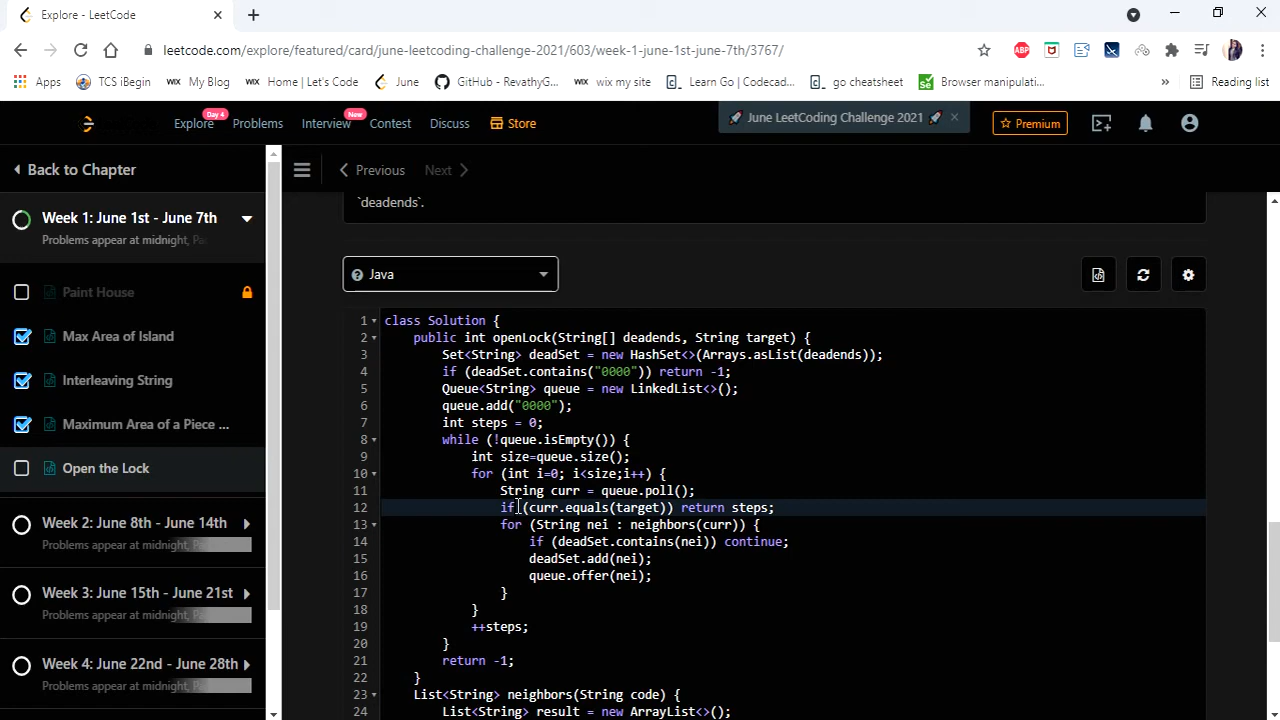 Explore - LeetCode
leetcode.com/explore/featured/card/june-leetcoding-challenge-2021/603/week-1-june-1st-june-7th/3767/
ABP
Apps TCS iBegin WIX My Blog WIX Home | Let's Code June GitHub - RevathyG... WIX wix my site Learn Go | Codecad... go cheatsheet Se Browser manipulati... » Reading list
Explore Day 4 Problems Interview New Contest Discuss Store June LeetCoding Challenge 2021 × Premium
Back to Chapter
Previous Next
Week 1: June 1st - June 7th
Problems appear at midnight, Pa
Paint House
Max Area of Island
Interleaving String
Maximum Area of a Piece ...
Open the Lock
Week 2: June 8th - June 14th
Problems appear at midnight, Pa
Week 3: June 15th - June 21st
Problems appear at midnight, Pa
Week 4: June 22nd - June 28th
Problems appear at midnight, Pa
`deadends`.
Java
1 class Solution {
2 public int openLock(String[] deadends, String target) {
3 Set<String> deadSet = new HashSet<>(Arrays.asList(deadends));
4 if (deadSet.contains("0000")) return -1;
5 Queue<String> queue = new LinkedList<>();
6 queue.add("0000");
7 int steps = 0;
8 while (!queue.isEmpty()) {
9 int size=queue.size();
10 for (int i=0; i<size;i++) {
11 String curr = queue.poll();
12 if (curr.equals(target)) return steps;
13 for (String nei : neighbors(curr)) {
14 if (deadSet.contains(nei)) continue;
15 deadSet.add(nei);
16 queue.offer(nei);
17 }
18 }
19 ++steps;
20 }
21 return -1;
22 }
23 List<String> neighbors(String code) {
24 List<String> result = new ArrayList<>();